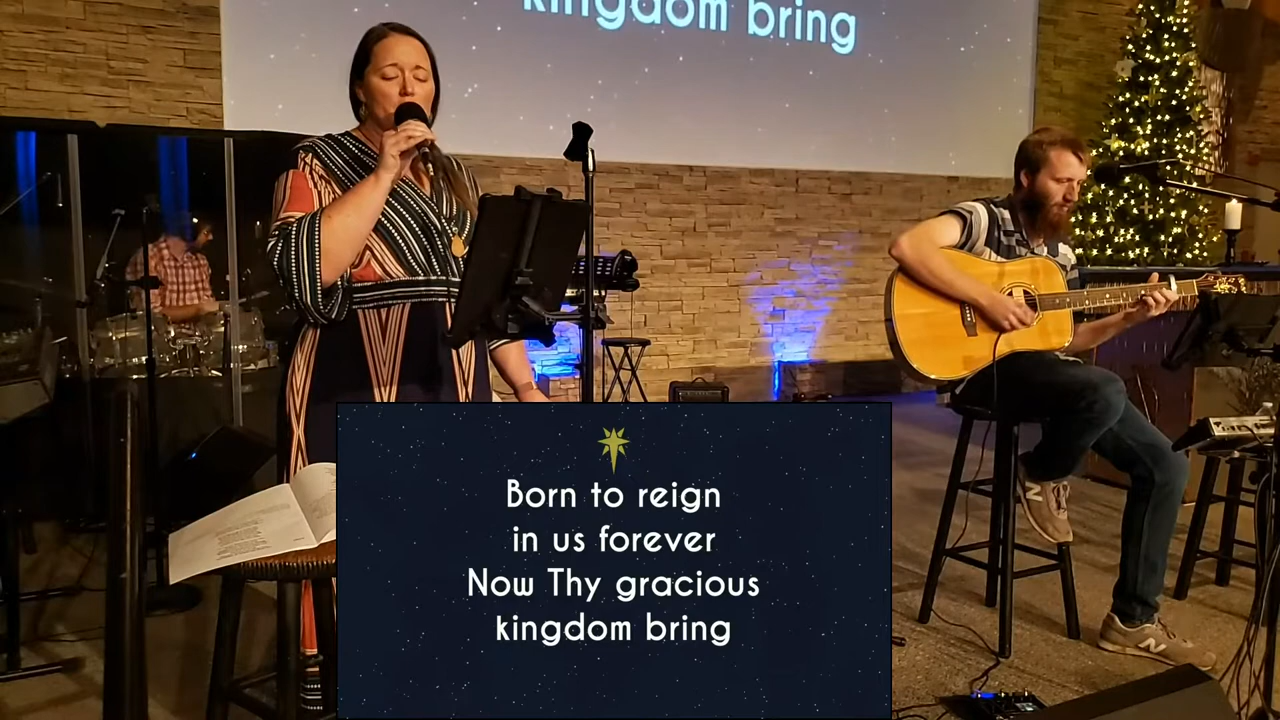 kingdom bring
Born to reign
in us forever
Now Thy gracious
kingdom bring
N
N